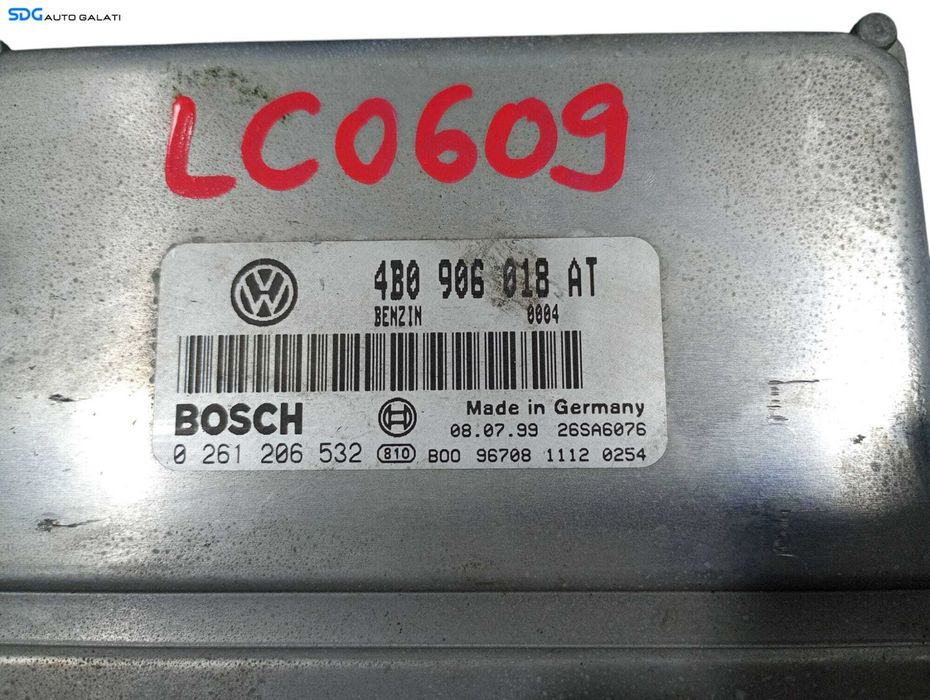 SDG AUTO GALATI
LC0609
4B0 906 018 AT
BENZIN 0004
BOSCH
Made in Germany
08.07.99 26SA6076
0 261 206 532 810 B00 96708 1112 0254